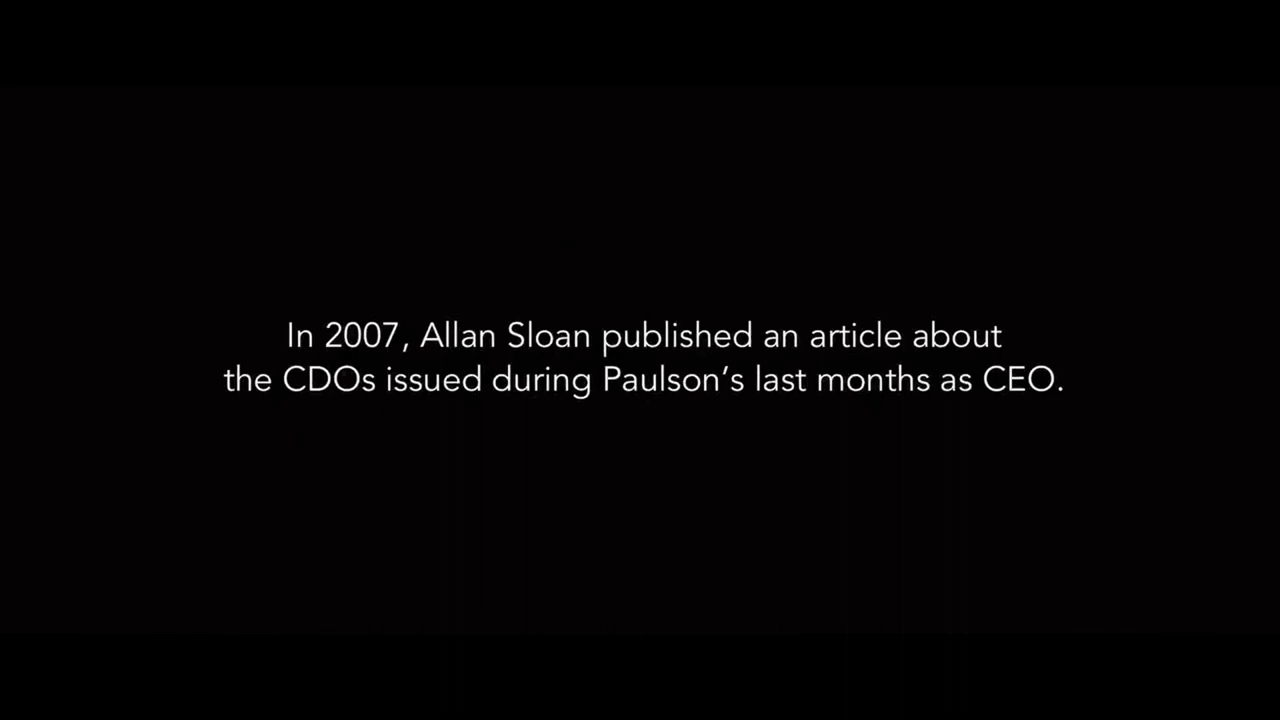 In 2007, Allan Sloan published an article about
the CDOs issued during Paulson’s last months as CEO.